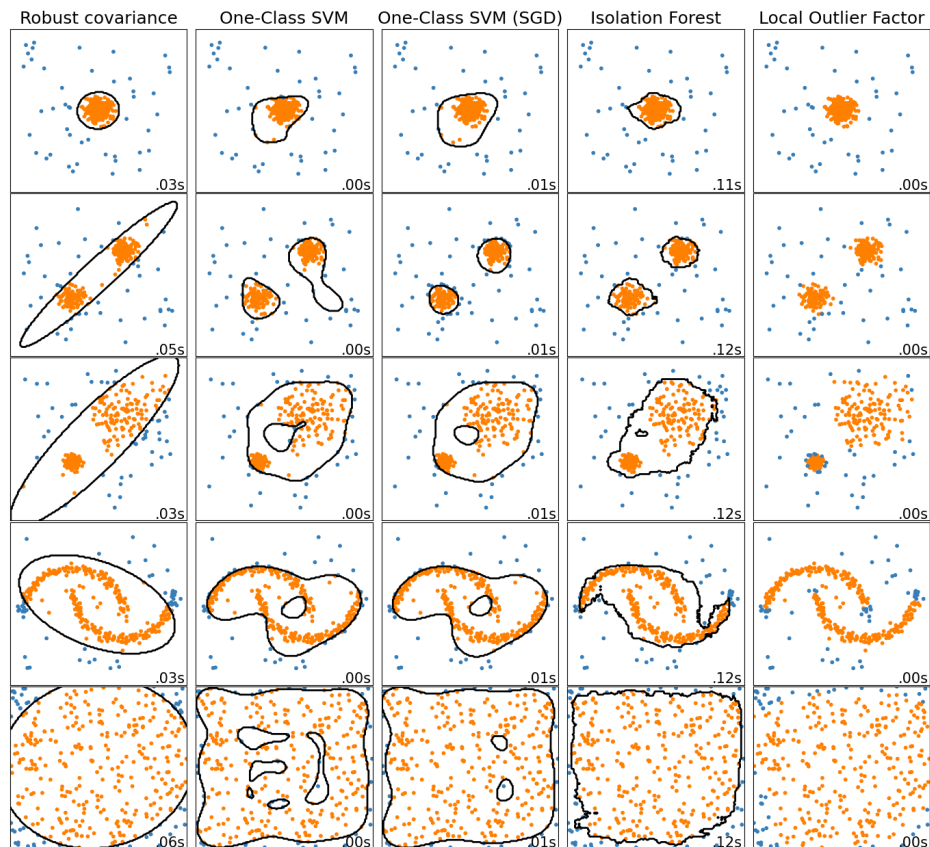 Robust covariance One-Class SVM One-Class SVM (SGD) Isolation Forest Local Outlier Factor
.03s .00s .01s .11s .00s
.05s .00s .01s .12s .00s
.03s .00s .01s .12s .00s
.03s .00s .01s .12s .00s
.06s .00s .01s .12s .00s